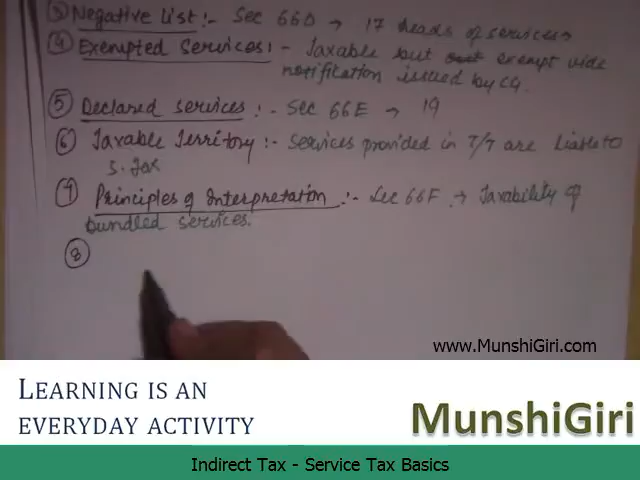 ③ Negative List :- Sec 66D → 17 heads of services
④ Exempted Services :- Taxable but exempt vide
notification issued by CG.
⑤ Declared services :- Sec 66E → 19
⑥ Taxable Territory :- Services provided in T/T are liable to
S. Tax
⑦ Principles of Interpretation :- Sec 66F → Taxability of
bundled services.
⑧
www.MunshiGiri.com
LEARNING IS AN
EVERYDAY ACTIVITY
MunshiGiri
Indirect Tax - Service Tax Basics